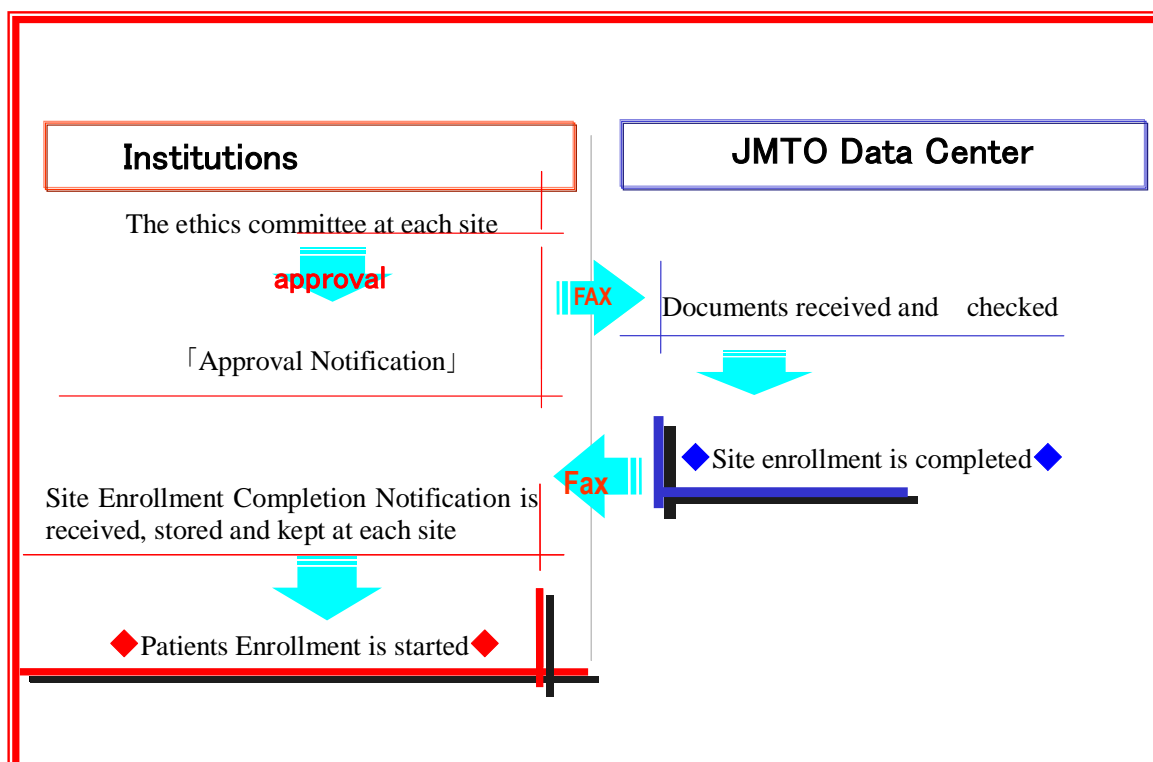 Institutions
JMTO Data Center
The ethics committee at each site
approval
FAX
Documents received and checked
「Approval Notification」
Fax
◆Site enrollment is completed◆
Site Enrollment Completion Notification is
received, stored and kept at each site
◆Patients Enrollment is started◆